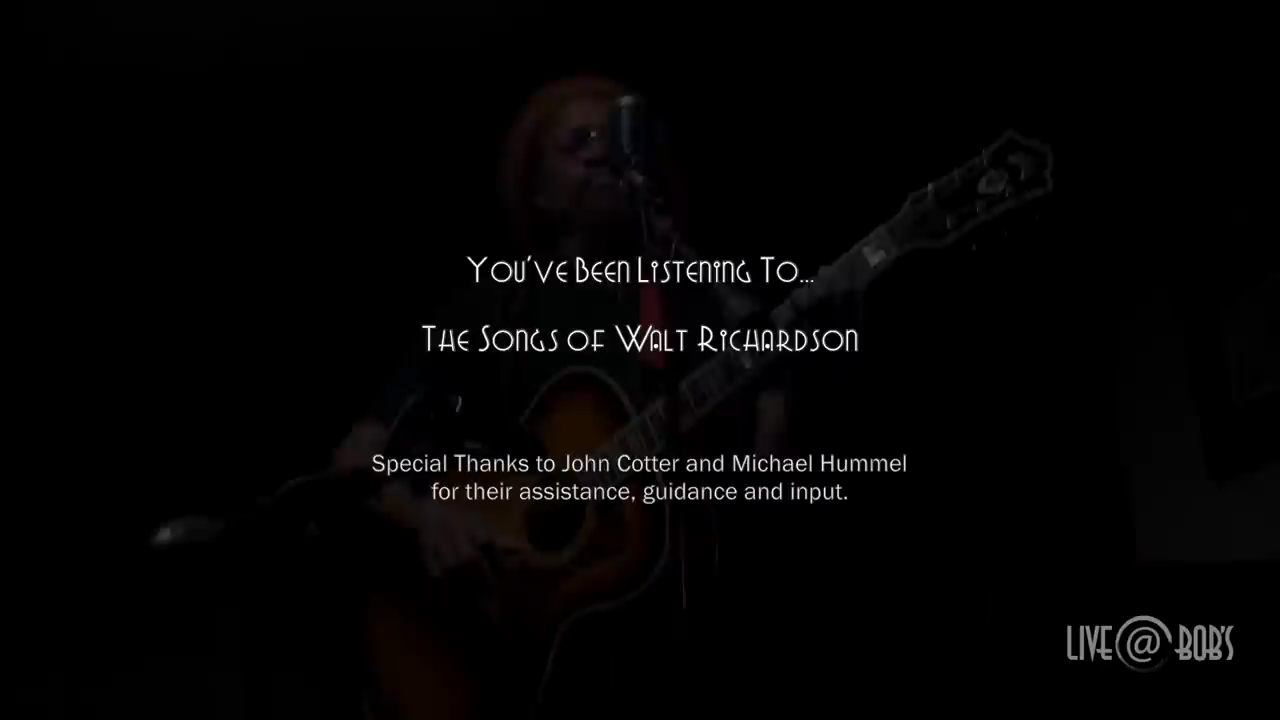 You've Been Listening To...
The Songs of Walt Richardson
Special Thanks to John Cotter and Michael Hummel
for their assistance, guidance and input.
LIVE@BOB'S